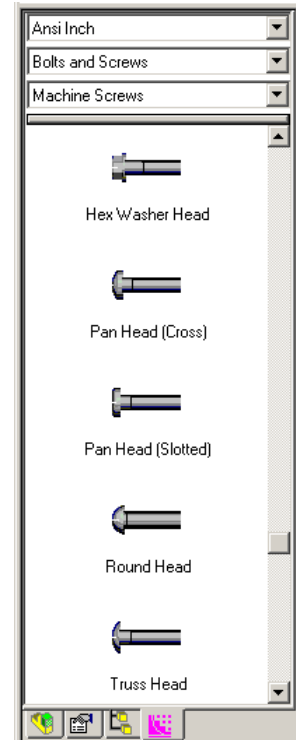 Ansi Inch
Bolts and Screws
Machine Screws
Hex Washer Head
Pan Head (Cross)
Pan Head (Slotted)
Round Head
Truss Head